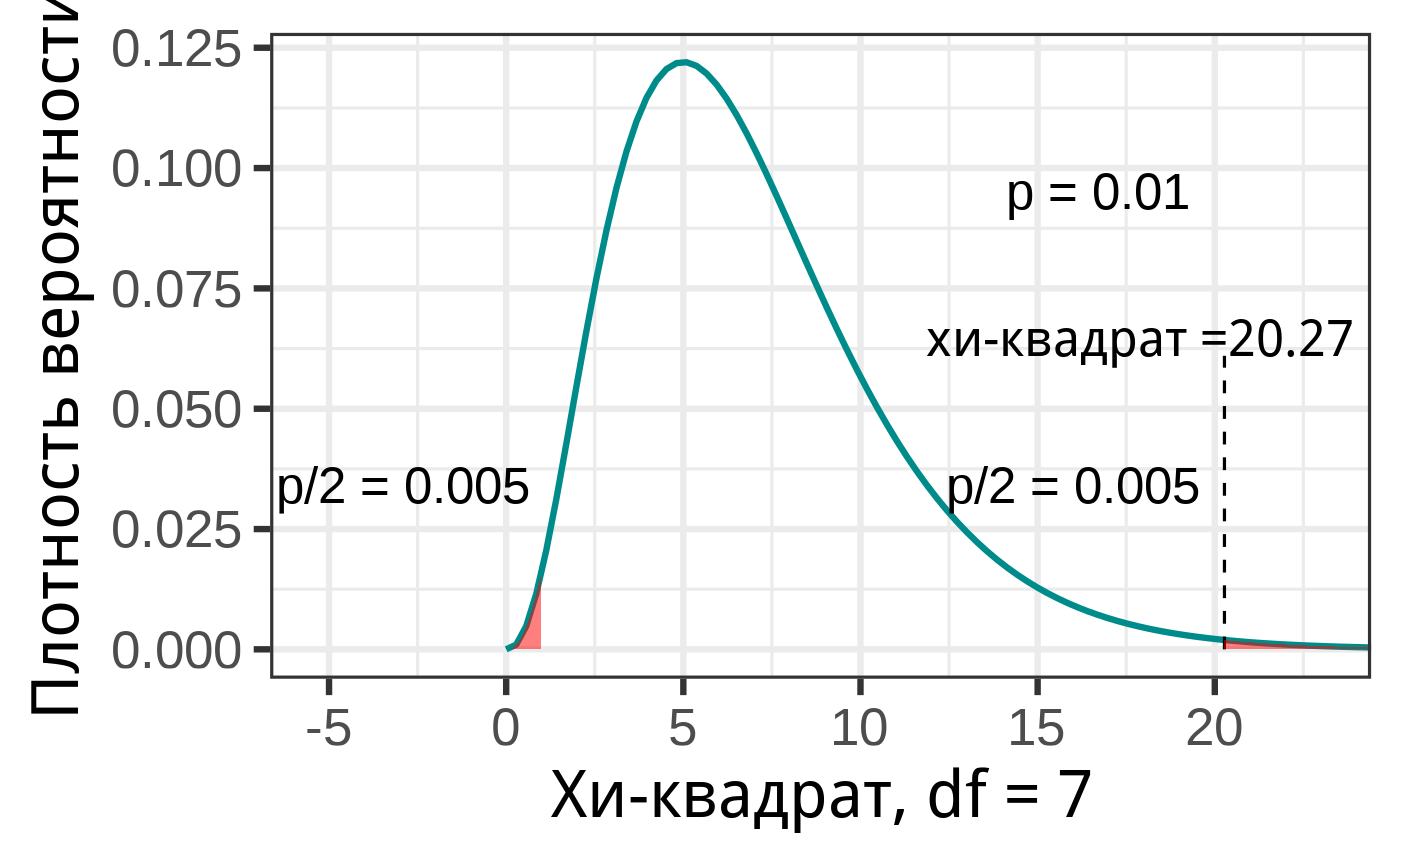 Плотность вероятности
0.125
0.100
0.075
0.050
0.025
0.000
p = 0.01
хи-квадрат =20.27
p/2 = 0.005
p/2 = 0.005
-5
0
5
10
15
20
Хи-квадрат, df = 7